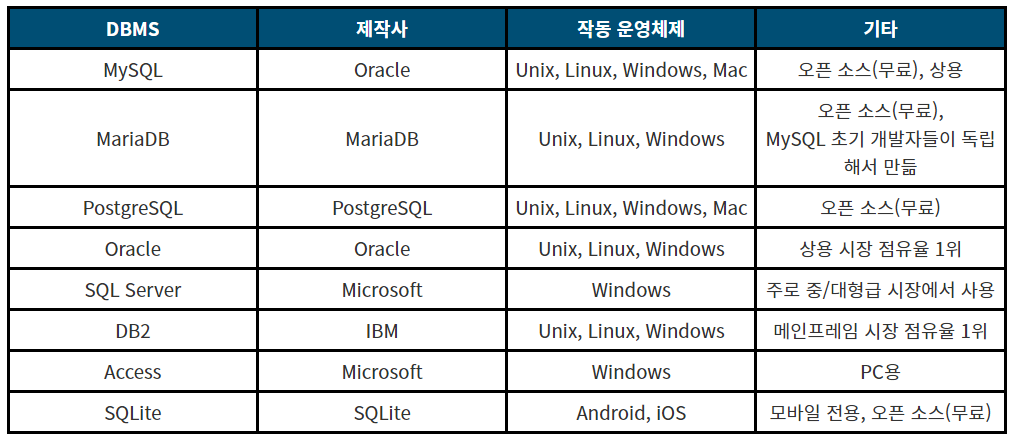 DBMS 제작사 작동 운영체제 기타
MySQL Oracle Unix, Linux, Windows, Mac 오픈 소스(무료), 상용
MariaDB MariaDB Unix, Linux, Windows 오픈 소스(무료),
MySQL 초기 개발자들이 독립
해서 만듦
PostgreSQL PostgreSQL Unix, Linux, Windows, Mac 오픈 소스(무료)
Oracle Oracle Unix, Linux, Windows 상용 시장 점유율 1위
SQL Server Microsoft Windows 주로 중/대형급 시장에서 사용
DB2 IBM Unix, Linux, Windows 메인프레임 시장 점유율 1위
Access Microsoft Windows PC용
SQLite SQLite Android, iOS 모바일 전용, 오픈 소스(무료)